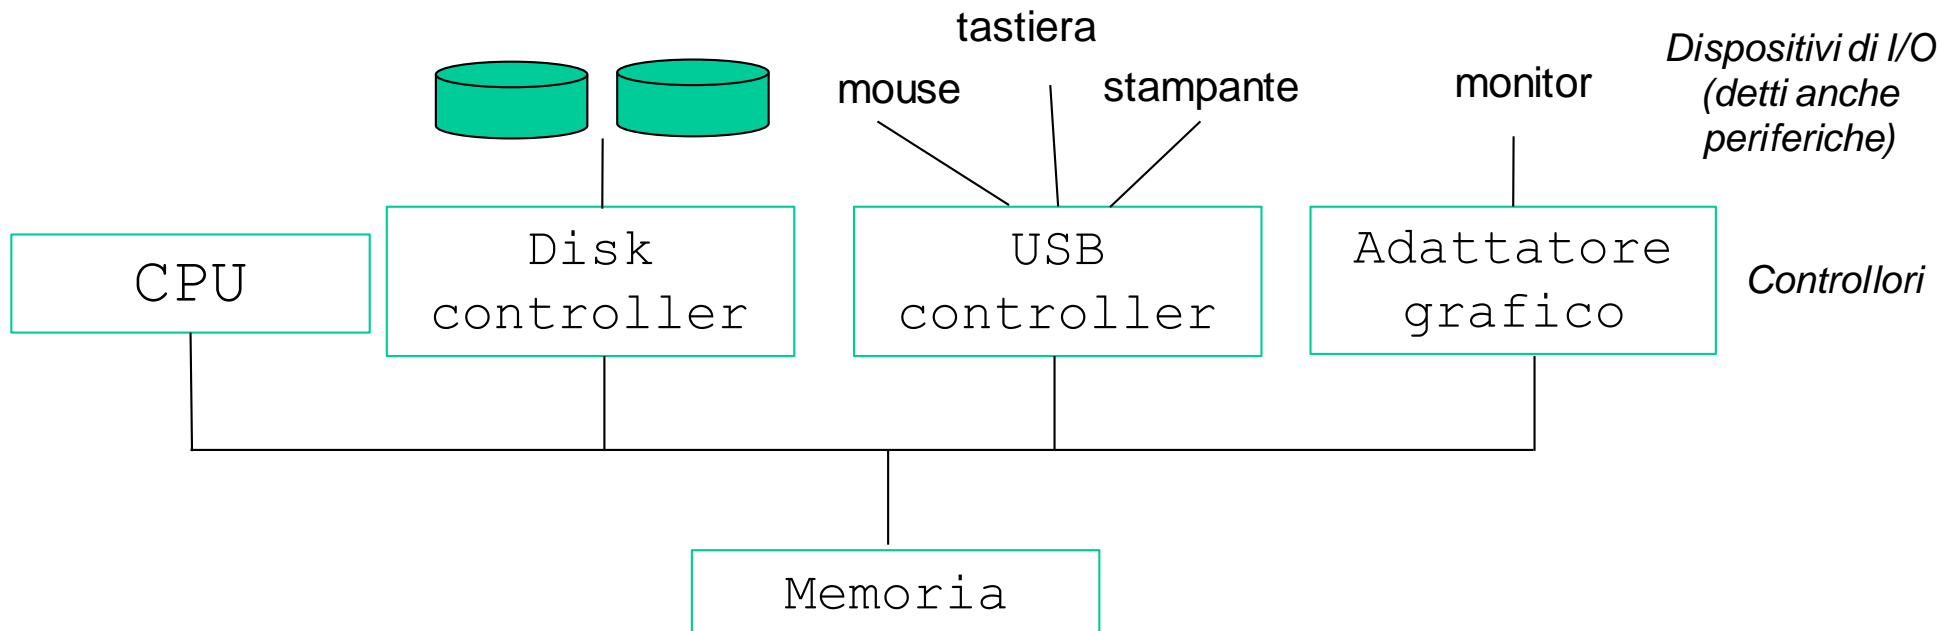 tastiera
mouse
stampante
monitor
Dispositivi di I/O
(detti anche
periferiche)
CPU
Disk
controller
USB
controller
Adattatore
grafico
Controllori
Memoria